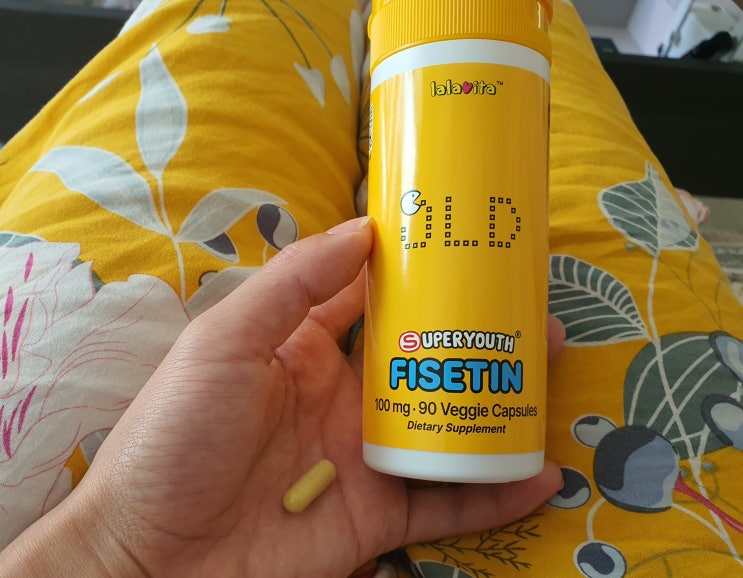 lalavita™
OLD
SUPERYOUTH®
FISETIN
100 mg · 90 Veggie Capsules
Dietary Supplement